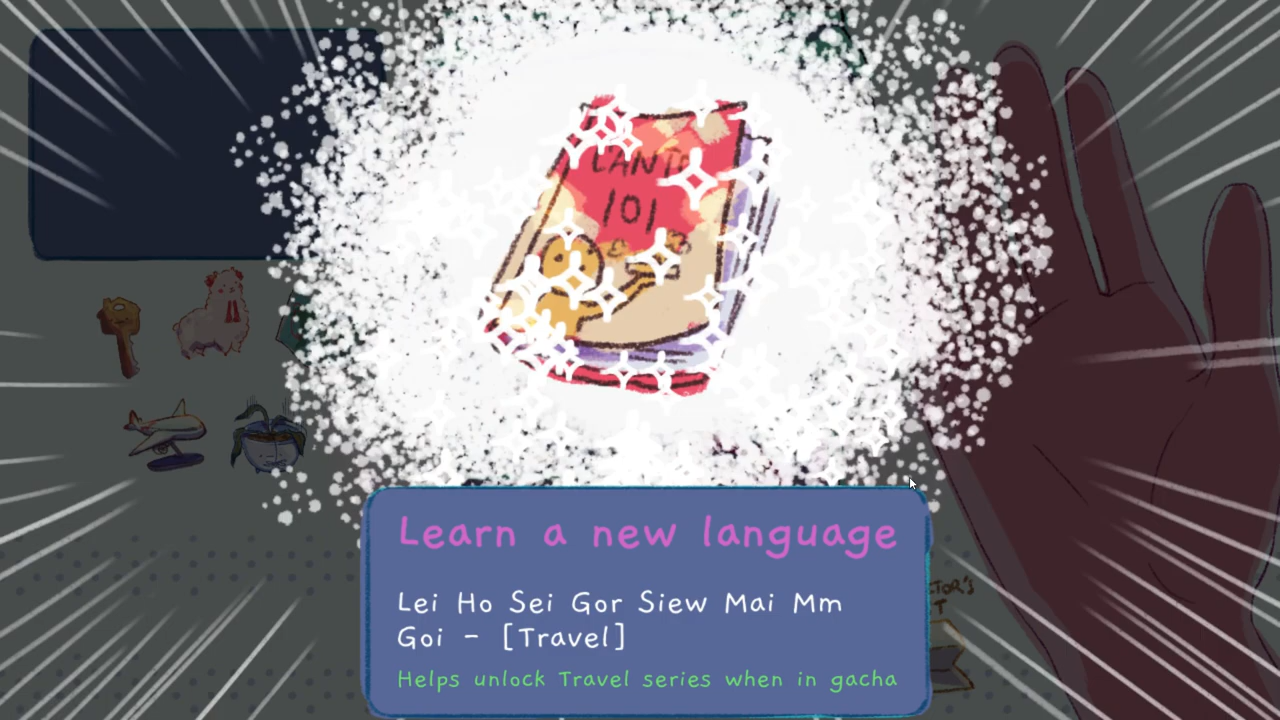 CANTO
101
Learn a new language
Lei Ho Sei Gor Siew Mai Mm
Goi - [Travel]
Helps unlock Travel series when in gacha